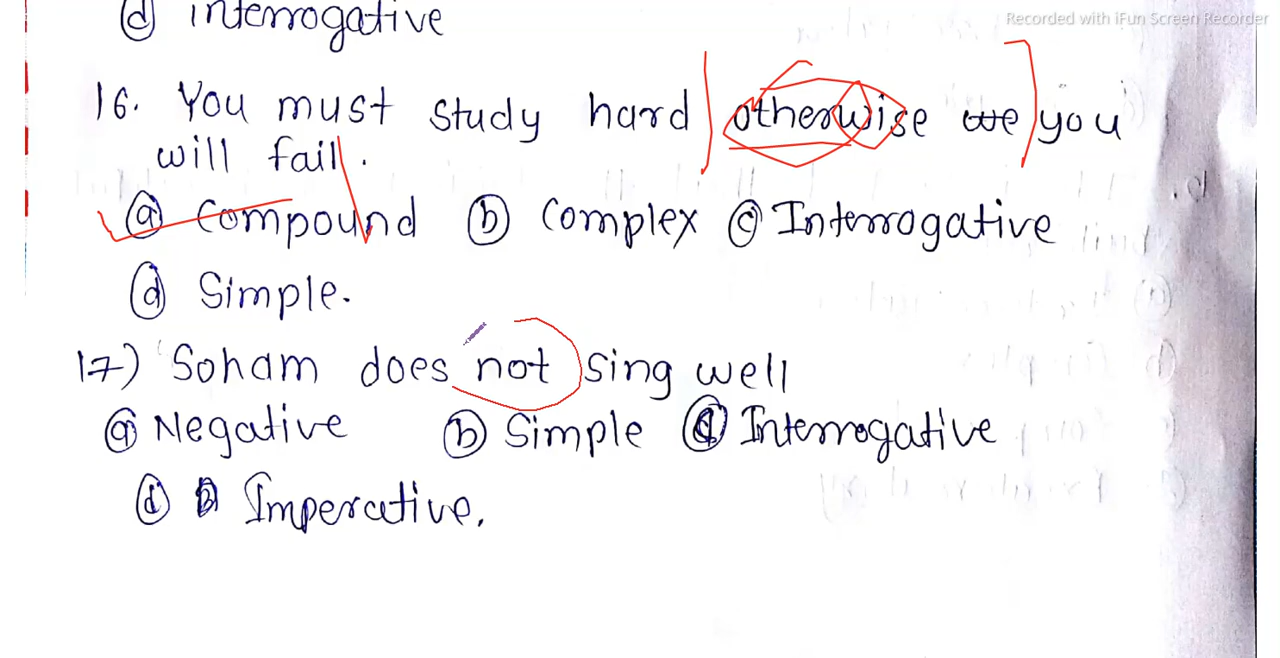 Recorded with iFun Screen Recorder
(d) interrogative
16. You must study hard otherwise we you
will fail.
(a) Compound (b) Complex (c) Interrogative
(d) Simple.
17) Soham does not sing well
(a) Negative (b) Simple (c) Interrogative
(d) Imperative.